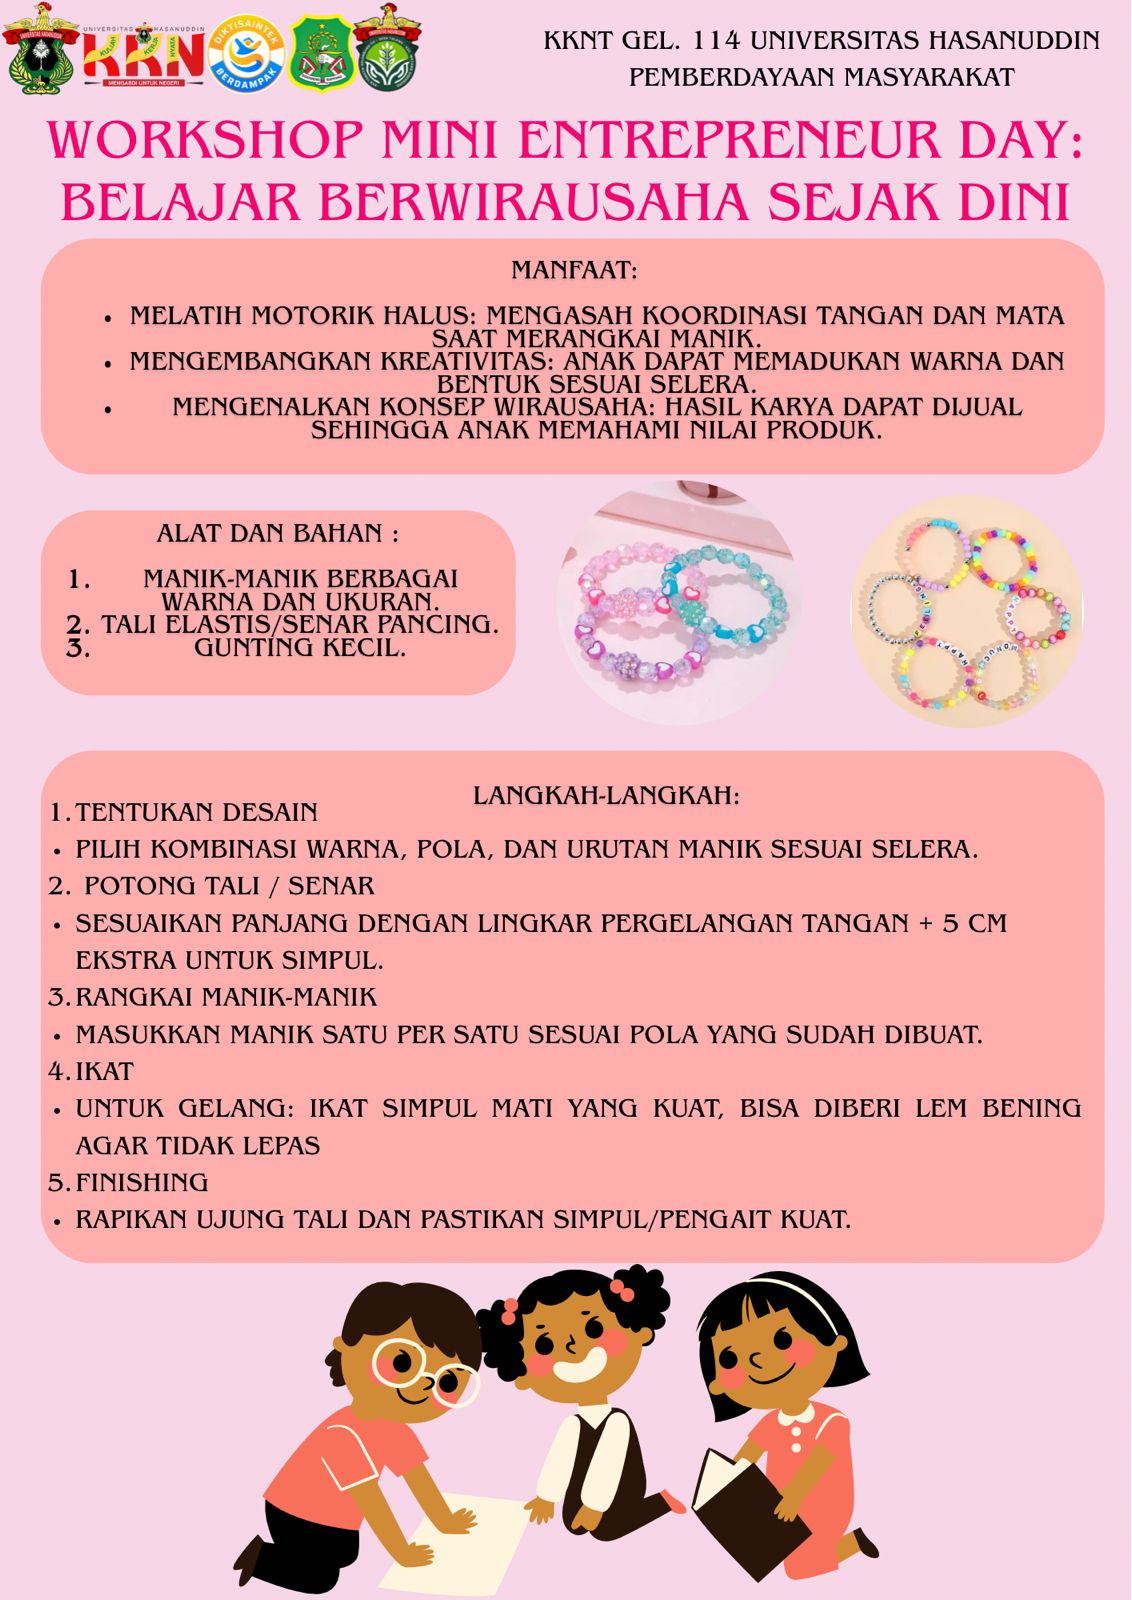 UNIVERSITAS HASANUDDIN
KKN
KULIAH KERJA NYATA
MENGABDI UNTUK NEGERI
DIKTISAINTEK
BERDAMPAK
KKNT GEL. 114 UNIVERSITAS HASANUDDIN
PEMBERDAYAAN MASYARAKAT
WORKSHOP MINI ENTREPRENEUR DAY:
BELAJAR BERWIRAUSAHA SEJAK DINI
MANFAAT:
• MELATIH MOTORIK HALUS: MENGASAH KOORDINASI TANGAN DAN MATA
SAAT MERANGKAI MANIK.
• MENGEMBANGKAN KREATIVITAS: ANAK DAPAT MEMADUKAN WARNA DAN
BENTUK SESUAI SELERA.
• MENGENALKAN KONSEP WIRAUSAHA: HASIL KARYA DAPAT DIJUAL
SEHINGGA ANAK MEMAHAMI NILAI PRODUK.
ALAT DAN BAHAN :
1. MANIK-MANIK BERBAGAI
WARNA DAN UKURAN.
2. TALI ELASTIS/SENAR PANCING.
3. GUNTING KECIL.
HAPPY
LANGKAH-LANGKAH:
1. TENTUKAN DESAIN
• PILIH KOMBINASI WARNA, POLA, DAN URUTAN MANIK SESUAI SELERA.
2. POTONG TALI / SENAR
• SESUAIKAN PANJANG DENGAN LINGKAR PERGELANGAN TANGAN + 5 CM
EKSTRA UNTUK SIMPUL.
3. RANGKAI MANIK-MANIK
• MASUKKAN MANIK SATU PER SATU SESUAI POLA YANG SUDAH DIBUAT.
4. IKAT
• UNTUK GELANG: IKAT SIMPUL MATI YANG KUAT, BISA DIBERI LEM BENING
AGAR TIDAK LEPAS
5. FINISHING
• RAPIKAN UJUNG TALI DAN PASTIKAN SIMPUL/PENGAIT KUAT.